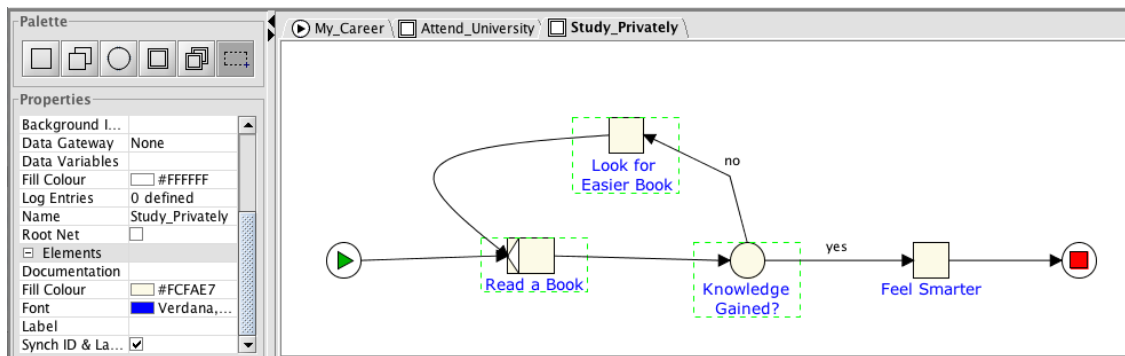 Palette
Properties
Background I...
Data Gateway None
Data Variables
Fill Colour #FFFFFF
Log Entries 0 defined
Name Study_Privately
Root Net
Elements
Documentation
Fill Colour #FCFAE7
Font Verdana,...
Label
Synch ID & La...
My_Career Attend_University Study_Privately
no
Look for
Easier Book
yes
Read a Book
Knowledge
Gained?
Feel Smarter